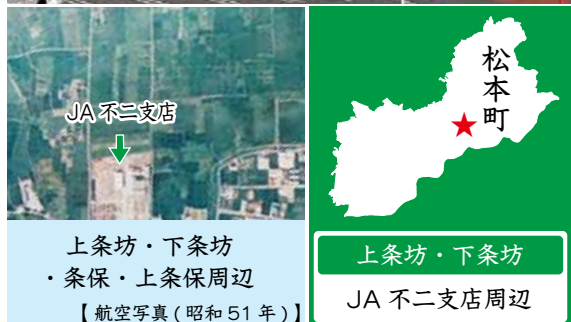 JA 不二支店
上条坊・下条坊
・条保・上条保周辺
【 航空写真 ( 昭和 51 年 ) 】
松本町
上条坊・下条坊
JA 不二支店周辺